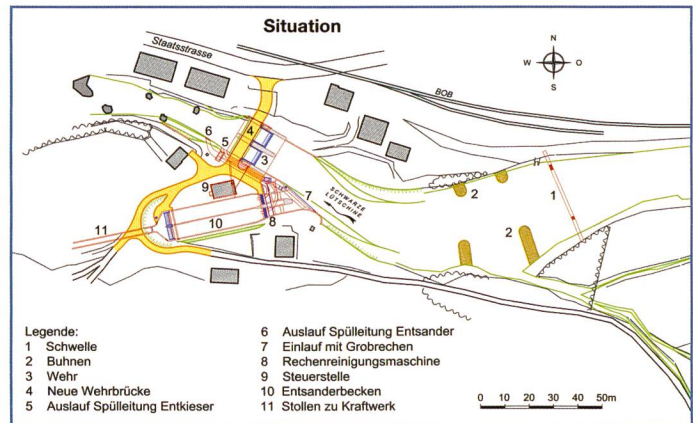 Situation
Staatsstrasse
N
W O
S
BOB
6
5
4
3
2
1
9
7
SCHWARZE
LÜTSCHINE
2
11
10
8
Legende:
1 Schwelle
2 Buhnen
3 Wehr
4 Neue Wehrbrücke
5 Auslauf Spülleitung Entkieser
6 Auslauf Spülleitung Entsander
7 Einlauf mit Grobrechen
8 Rechenreinigungsmaschine
9 Steuerstelle
10 Entsanderbecken
11 Stollen zu Kraftwerk
0 10 20 30 40 50m